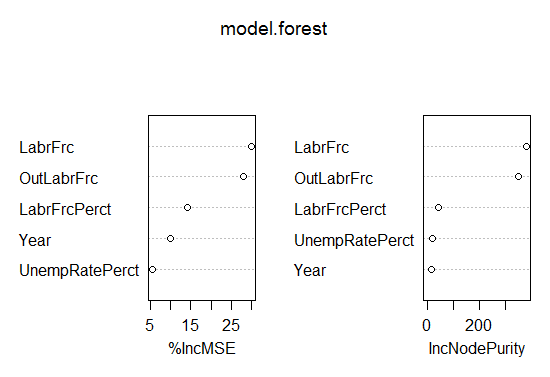 model.forest
LabrFrc
OutLabrFrc
LabrFrcPerct
Year
UnempRatePerct
5 15 25
%IncMSE
LabrFrc
OutLabrFrc
LabrFrcPerct
UnempRatePerct
Year
0 200
IncNodePurity